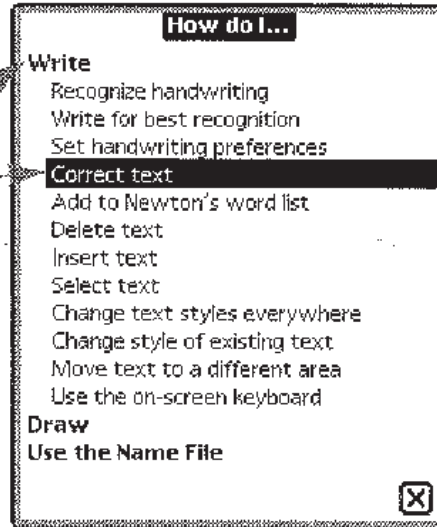 How do I...
Write
Recognize handwriting
Write for best recognition
Set handwriting preferences
Correct text
Add to Newton's word list
Delete text
Insert text
Select text
Change text styles everywhere
Change style of existing text
Move text to a different area
Use the on-screen keyboard
Draw
Use the Name File